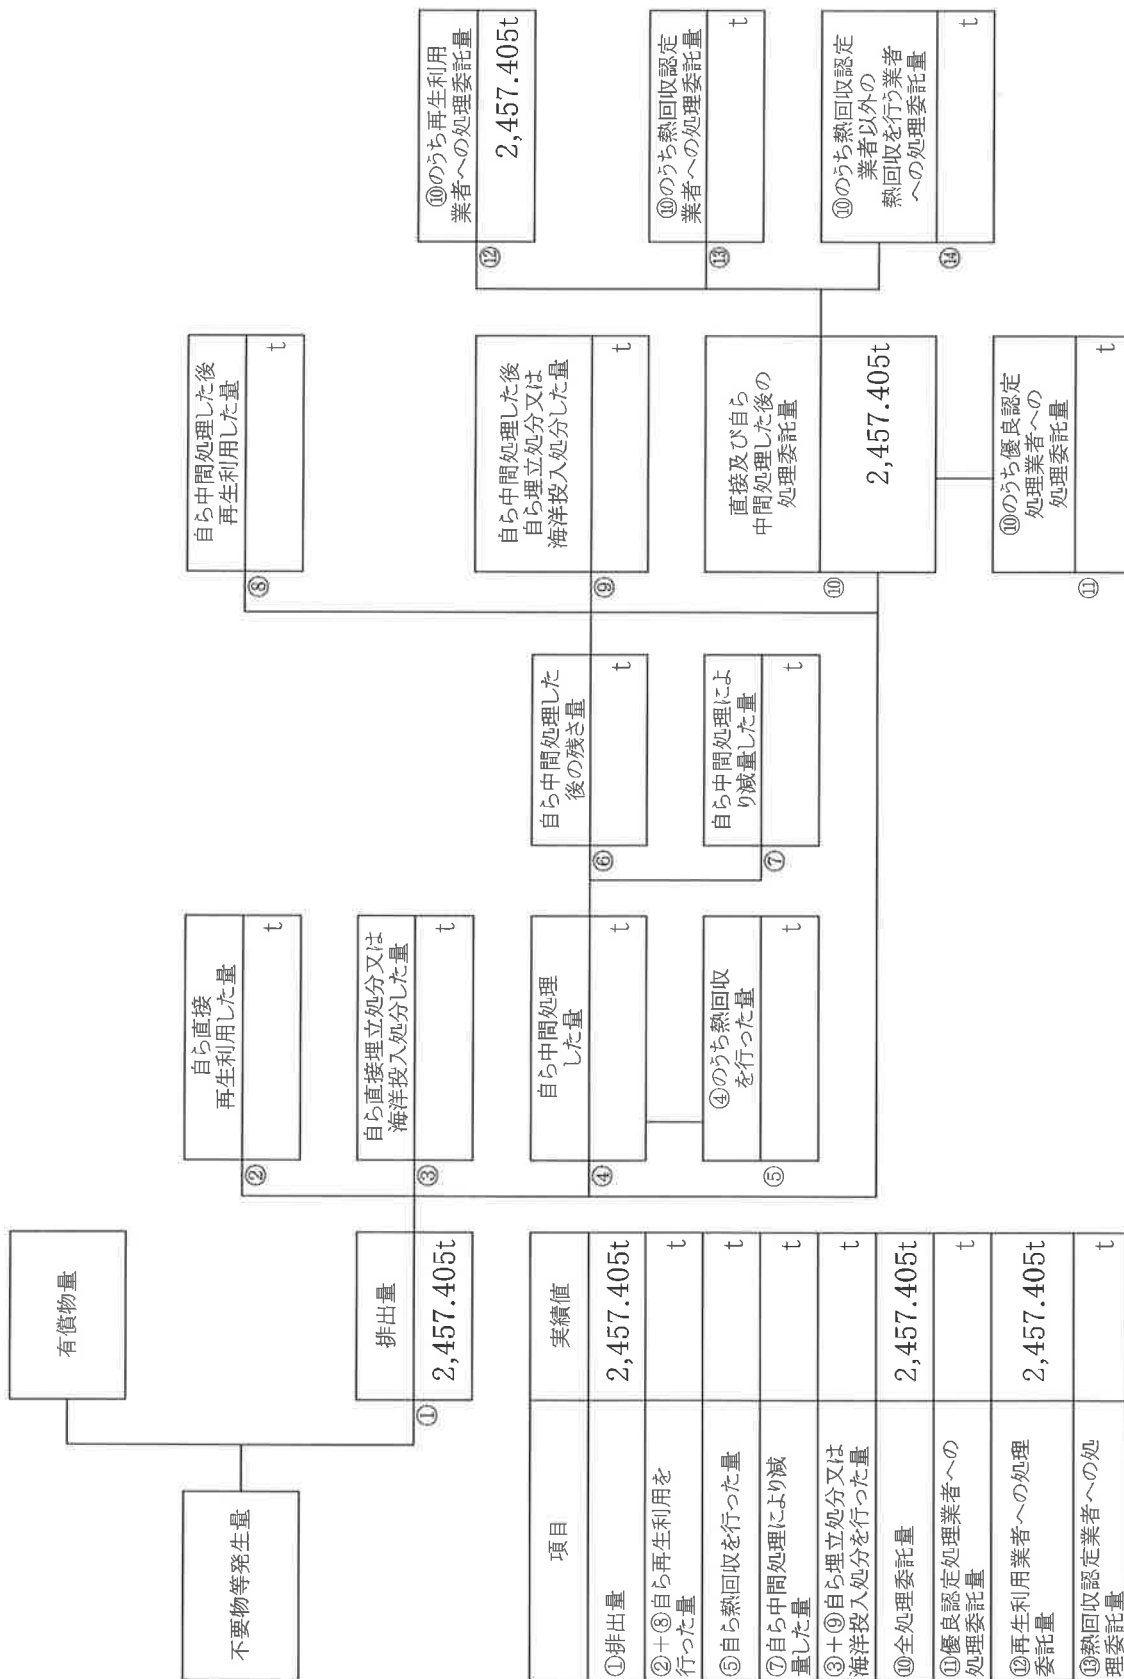 不要物等発生量
有償物量
①
排出量
2,457.405t
②
自ら直接
再生利用した量
t
③
自ら直接埋立処分又は
海洋投入処分した量
t
④
自ら中間処理
した量
t
⑤
④のうち熱回収
を行った量
t
⑥
自ら中間処理した
後の残さ量
t
⑦
自ら中間処理によ
り減量した量
t
⑧
自ら中間処理した後
再生利用した量
t
⑨
自ら中間処理した後
自ら埋立処分又は
海洋投入処分した量
t
⑩
直接及び自ら
中間処理した後の
処理委託量
2,457.405t
⑪
⑩のうち優良認定
処理業者への
処理委託量
t
⑫
⑩のうち再生利用
業者への処理委託量
2,457.405t
⑬
⑩のうち熱回収認定
業者への処理委託量
t
⑭
⑩のうち熱回収認定
業者以外の
熱回収を行う業者
への処理委託量
t
項目 実績値
①排出量 2,457.405t
②+⑧自ら再生利用を
行った量 t
⑤自ら熱回収を行った量 t
⑦自ら中間処理により減
量した量 t
③+⑨自ら埋立処分又は
海洋投入処分を行った量 t
⑩全処理委託量 2,457.405t
⑪優良認定処理業者への
処理委託量 t
⑫再生利用業者への処理
委託量 2,457.405t
⑬熱回収認定業者への処
理委託量 t